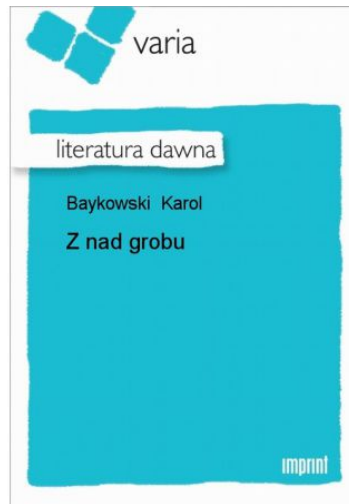 varia
literatura dawna
Baykowski Karol
Z nad grobu
imprint